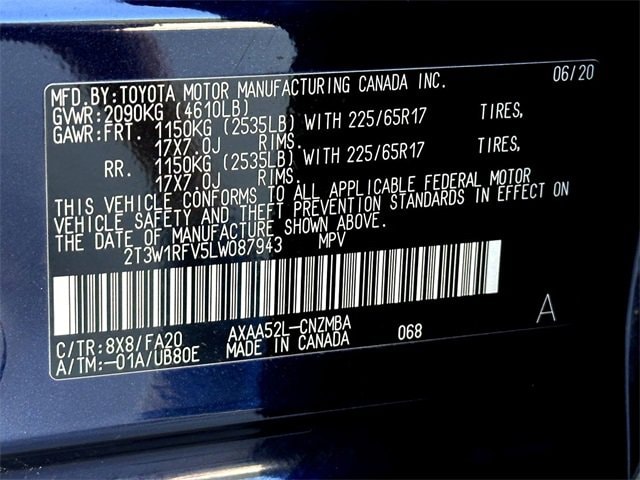 MFD.BY:TOYOTA MOTOR MANUFACTURING CANADA INC. 06/20
GVWR:2090KG (4610LB)
GAWR:FRT. 1150KG (2535LB) WITH 225/65R17 TIRES,
17X7.0J RIMS.
RR. 1150KG (2535LB) WITH 225/65R17 TIRES,
17X7.0J RIMS.
THIS VEHICLE CONFORMS TO ALL APPLICABLE FEDERAL MOTOR
VEHICLE SAFETY AND THEFT PREVENTION STANDARDS IN EFFECT ON
THE DATE OF MANUFACTURE SHOWN ABOVE.
2T3W1RFV5LW087943 MPV
A
C/TR:8X8/FA20 AXAA52L-CNZMBA 068
A/TM:-01A/UB80E MADE IN CANADA